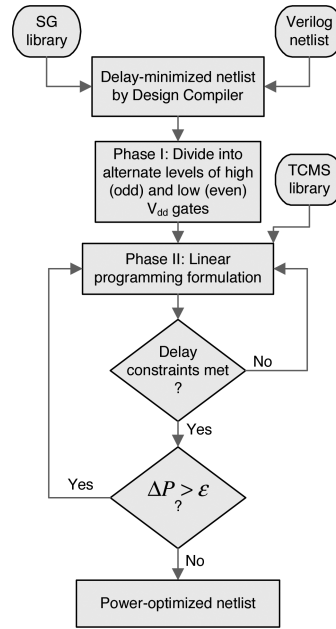 SG
library
Verilog
netlist
Delay-minimized netlist
by Design Compiler
Phase I: Divide into
alternate levels of high
(odd) and low (even)
Vdd gates
TCMS
library
Phase II: Linear
programming formulation
Delay
constraints met
?
No
Yes
ΔP > ε
?
Yes
No
Power-optimized netlist